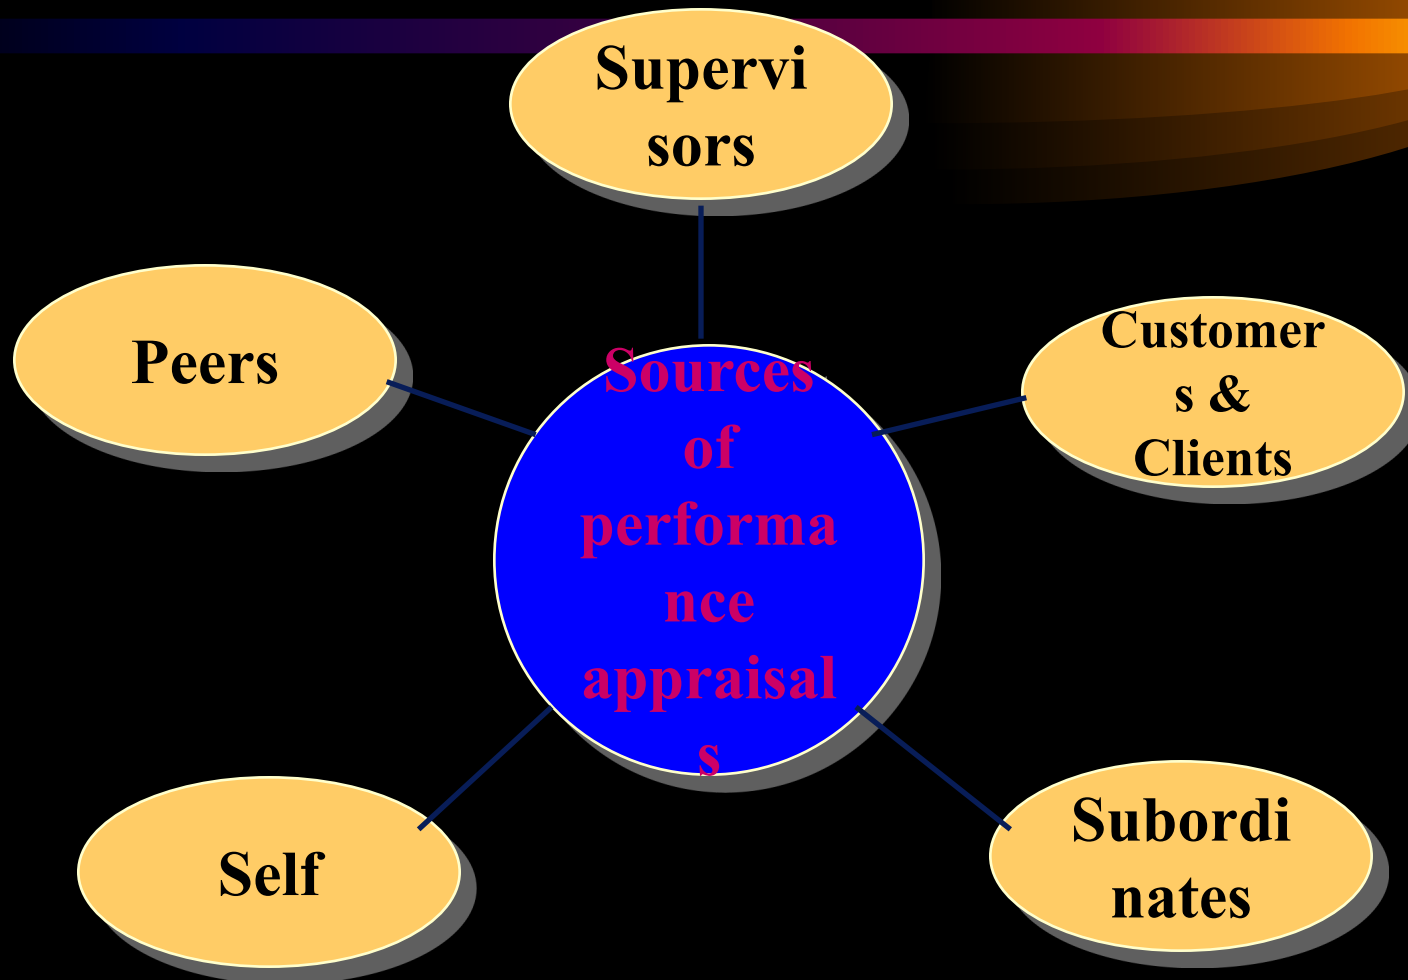 Supervi
sors
Peers
Customer
s &
Clients
Sources
of
performa
nce
appraisal
s
Self
Subordi
nates